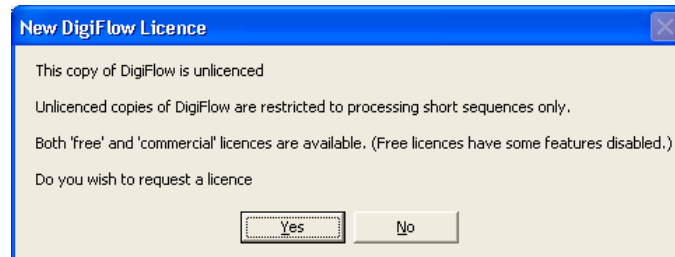 New DigiFlow Licence
This copy of DigiFlow is unlicenced
Unlicenced copies of DigiFlow are restricted to processing short sequences only.
Both 'free' and 'commercial' licences are available. (Free licences have some features disabled.)
Do you wish to request a licence
Yes No